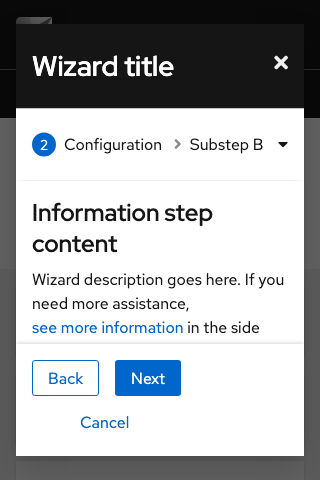 Wizard title
2 Configuration > Substep B
Information step
content
Wizard description goes here. If you
need more assistance,
see more information in the side
Back Next
Cancel